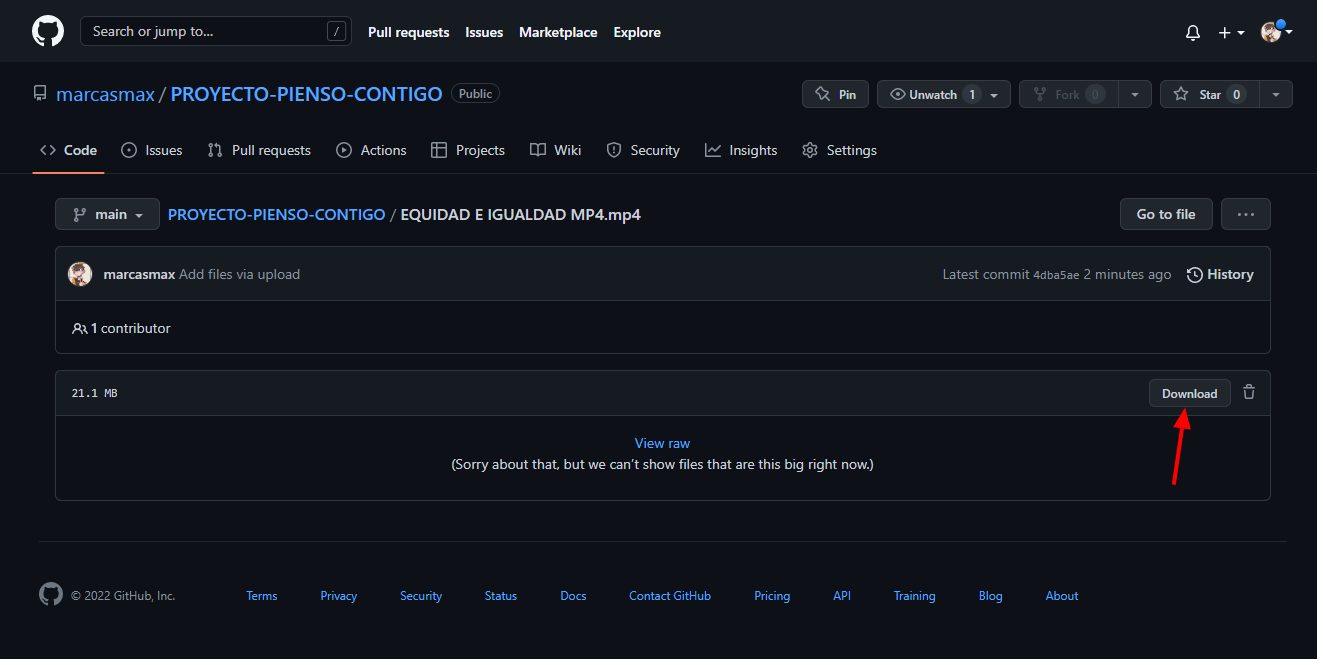 Search or jump to... /
Pull requests Issues Marketplace Explore
marcasmax / PROYECTO-PIENSO-CONTIGO Public
Pin Unwatch 1 Fork 0 Star 0
Code Issues Pull requests Actions Projects Wiki Security Insights Settings
main PROYECTO-PIENSO-CONTIGO / EQUIDAD E IGUALDAD MP4.mp4 Go to file ...
marcasmax Add files via upload Latest commit 4dba5ae 2 minutes ago History
1 contributor
21.1 MB Download
View raw
(Sorry about that, but we can't show files that are this big right now.)
© 2022 GitHub, Inc. Terms Privacy Security Status Docs Contact GitHub Pricing API Training Blog About